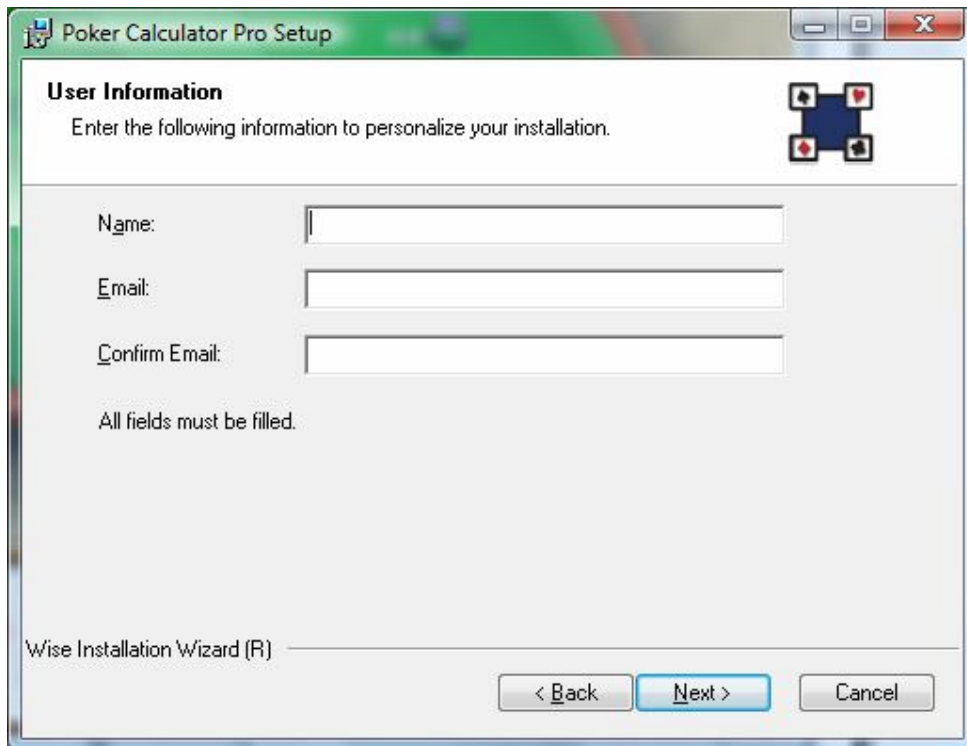 Poker Calculator Pro Setup
User Information
Enter the following information to personalize your installation.
Name:
Email:
Confirm Email:
All fields must be filled.
Wise Installation Wizard (R)
< Back Next > Cancel